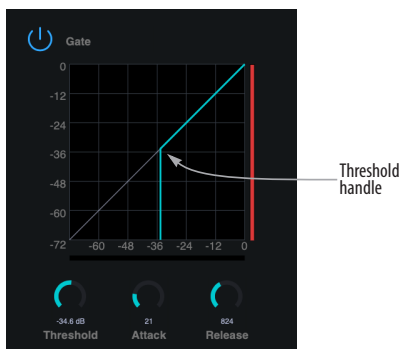 Gate
0
-12
-24
-36
-48
-60
-72 -60 -48 -36 -24 -12 0
Threshold
handle
-34.6 dB 21 824
Threshold Attack Release